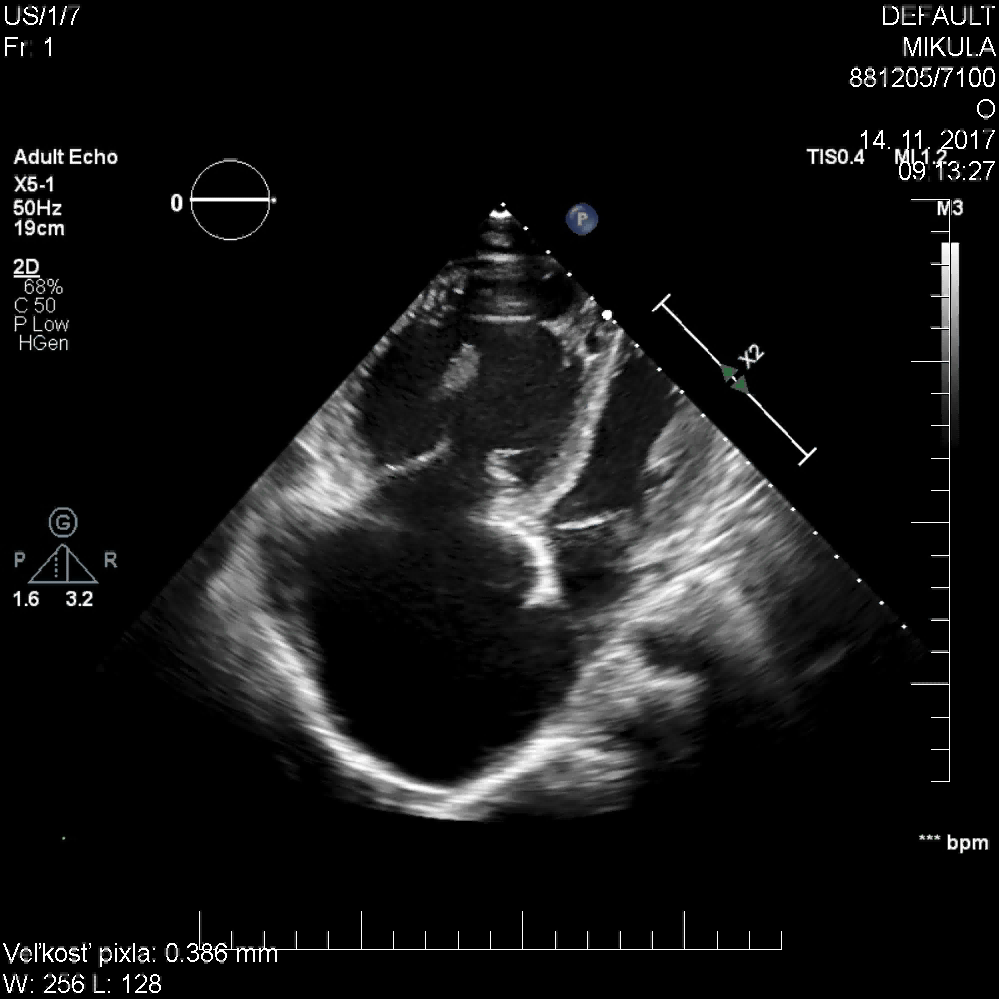 US/1/7
Fr: 1
DEFAULT
MIKULA
881205/7100
O
14. 11. 2017
09:13:27
Adult Echo
X5-1
50Hz
19cm
2D
68%
C 50
P Low
HGen
0
P
TIS0.4 MI 1.2
M3
X2
G
P R
1.6 3.2
*** bpm
Veľkosť pixla: 0.386 mm
W: 256 L: 128